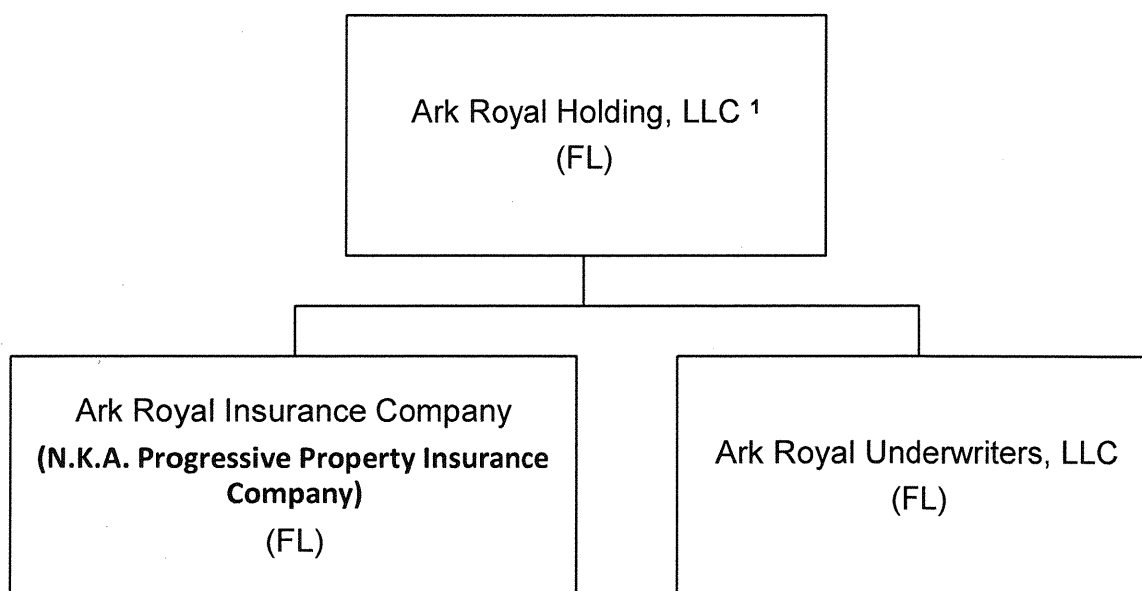 Ark Royal Holding, LLC ¹
(FL)
Ark Royal Insurance Company
(N.K.A. Progressive Property Insurance
Company)
(FL)
Ark Royal Underwriters, LLC
(FL)